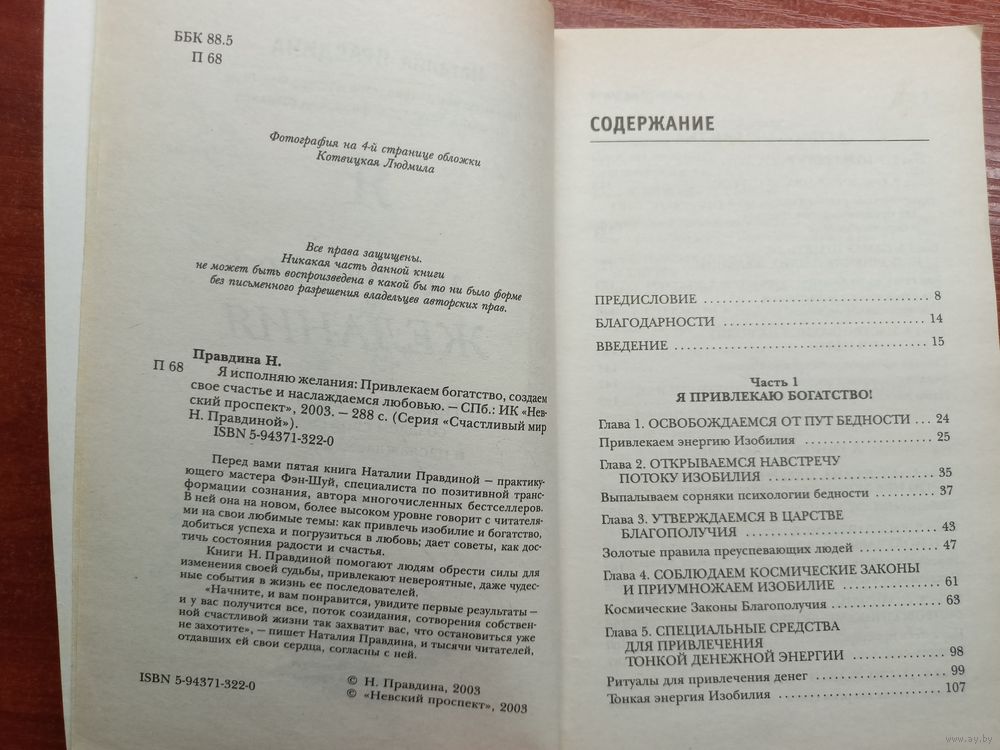 ББК 88.5
П 68
Фотография на 4-й странице обложки
Котвицкая Людмила
Все права защищены.
Никакая часть данной книги
не может быть воспроизведена в какой бы то ни было форме
без письменного разрешения владельцев авторских прав.
Правдина Н.
П 68 Я исполняю желания: Привлекаем богатство, создаем
свое счастье и наслаждаемся любовью. – СПб.: ИК «Нев-
ский проспект», 2003. – 288 с. (Серия «Счастливый мир
Н. Правдиной»).
ISBN 5-94371-322-0
Перед вами пятая книга Наталии Правдиной – практику-
ющего мастера Фэн-Шуй, специалиста по позитивной транс-
формации сознания, автора многочисленных бестселлеров.
В ней она на новом, более высоком уровне говорит с читателя-
ми на свои любимые темы: как привлечь изобилие и богатство,
добиться успеха и погрузиться в любовь; дает советы, как дос-
тичь состояния радости и счастья.
Книги Н. Правдиной помогают людям обрести силы для
изменения своей судьбы, привлекают невероятные, даже чудес-
ные события в жизнь ее последователей.
«Начните, и вам понравится, увидите первые результаты –
и у вас получится все, поток созидания, сотворения собствен-
ной счастливой жизни так захватит вас, что остановиться уже
не захотите», – пишет Наталия Правдина, и тысячи читателей,
отдавших ей свои сердца, согласны с ней.
ISBN 5-94371-322-0
© Н. Правдина, 2003
© «Невский проспект», 2003
СОДЕРЖАНИЕ
ПРЕДИСЛОВИЕ ........ 8
БЛАГОДАРНОСТИ ........ 14
ВВЕДЕНИЕ ........ 15
Часть 1
Я ПРИВЛЕКАЮ БОГАТСТВО!
Глава 1. ОСВОБОЖДАЕМСЯ ОТ ПУТ БЕДНОСТИ ... 24
Привлекаем энергию Изобилия ........ 25
Глава 2. ОТКРЫВАЕМСЯ НАВСТРЕЧУ
ПОТОКУ ИЗОБИЛИЯ ........ 35
Выпалываем сорняки психологии бедности ........ 37
Глава 3. УТВЕРЖДАЕМСЯ В ЦАРСТВЕ
БЛАГОПОЛУЧИЯ ........ 43
Золотые правила преуспевающих людей ........ 47
Глава 4. СОБЛЮДАЕМ КОСМИЧЕСКИЕ ЗАКОНЫ
И ПРИУМНОЖАЕМ ИЗОБИЛИЕ ........ 61
Космические Законы Благополучия ........ 63
Глава 5. СПЕЦИАЛЬНЫЕ СРЕДСТВА
ДЛЯ ПРИВЛЕЧЕНИЯ
ТОНКОЙ ДЕНЕЖНОЙ ЭНЕРГИИ ........ 98
Ритуалы для привлечения денег ........ 99
Тонкая энергия Изобилия ........ 107
www.ay.by